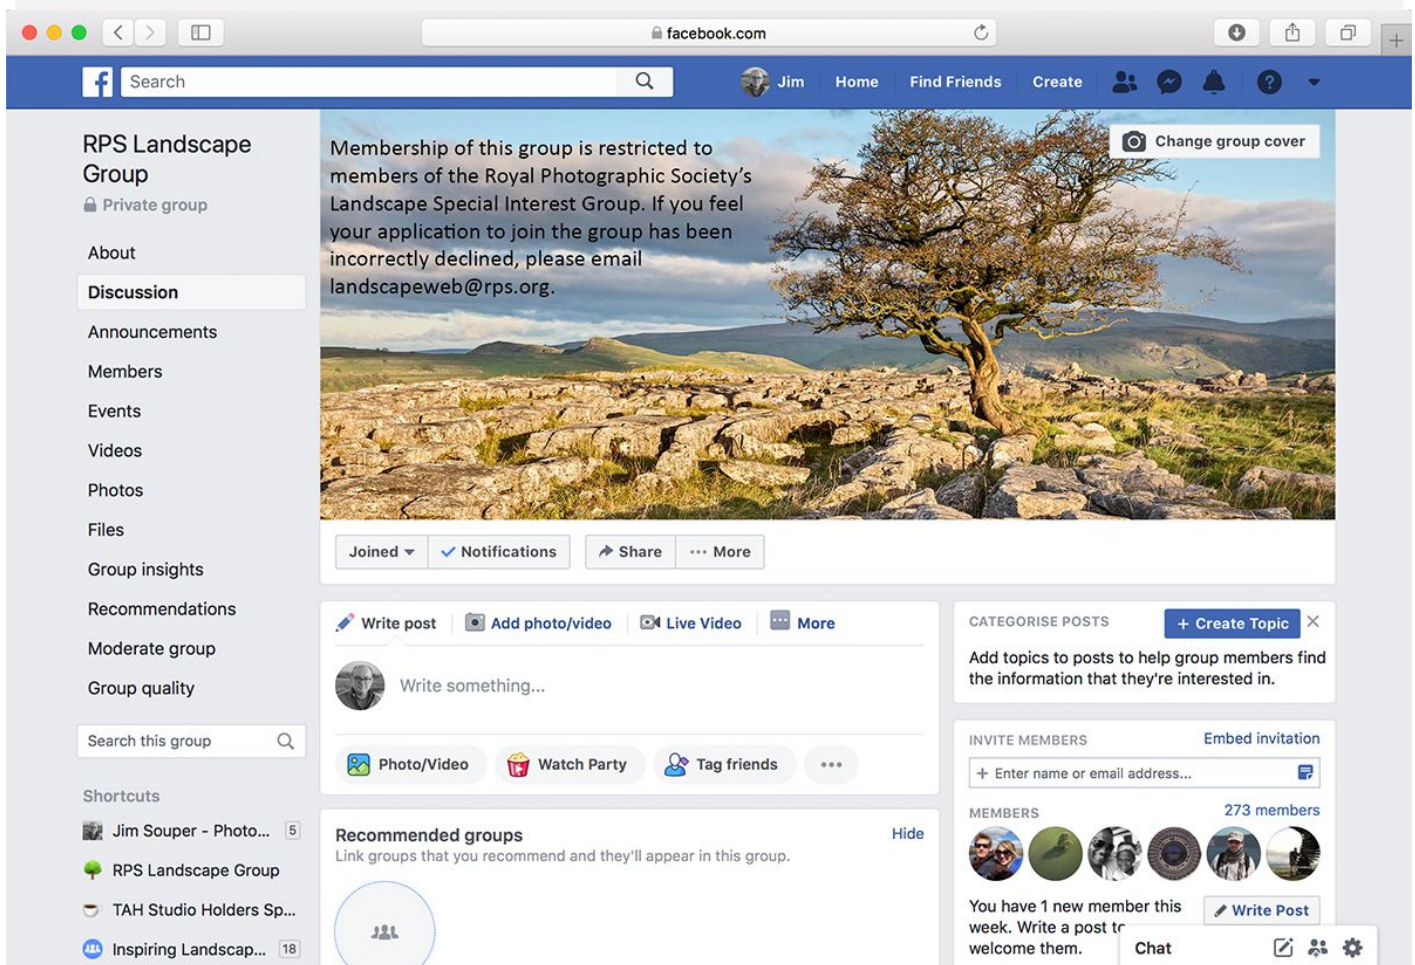 facebook.com
Search
Jim
Home
Find Friends
Create
RPS Landscape
Group
Private group
About
Discussion
Announcements
Members
Events
Videos
Photos
Files
Group insights
Recommendations
Moderate group
Group quality
Search this group
Shortcuts
Jim Souper - Photo... 5
RPS Landscape Group
TAH Studio Holders Sp...
Inspiring Landscap... 18
Membership of this group is restricted to
members of the Royal Photographic Society's
Landscape Special Interest Group. If you feel
your application to join the group has been
incorrectly declined, please email
landscapeweb@rps.org.
Change group cover
Joined
Notifications
Share
More
Write post
Add photo/video
Live Video
More
Write something...
Photo/Video
Watch Party
Tag friends
Recommended groups
Hide
Link groups that you recommend and they'll appear in this group.
CATEGORISE POSTS
+ Create Topic
Add topics to posts to help group members find
the information that they're interested in.
INVITE MEMBERS
Embed invitation
+ Enter name or email address...
MEMBERS
273 members
You have 1 new member this
week. Write a post to
welcome them.
Write Post
Chat